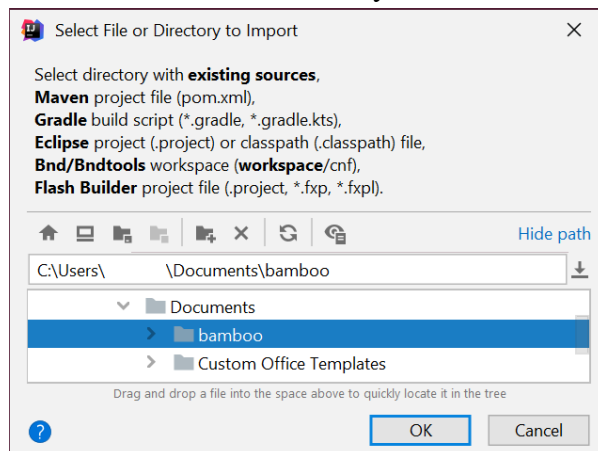 Select File or Directory to Import
Select directory with existing sources,
Maven project file (pom.xml),
Gradle build script (*.gradle, *.gradle.kts),
Eclipse project (.project) or classpath (.classpath) file,
Bnd/Bndtools workspace (workspace/cnf),
Flash Builder project file (.project, *.fxp, *.fxpl).
Hide path
C:\Users\ \Documents\bamboo
Documents
bamboo
Custom Office Templates
Drag and drop a file into the space above to quickly locate it in the tree
? OK Cancel